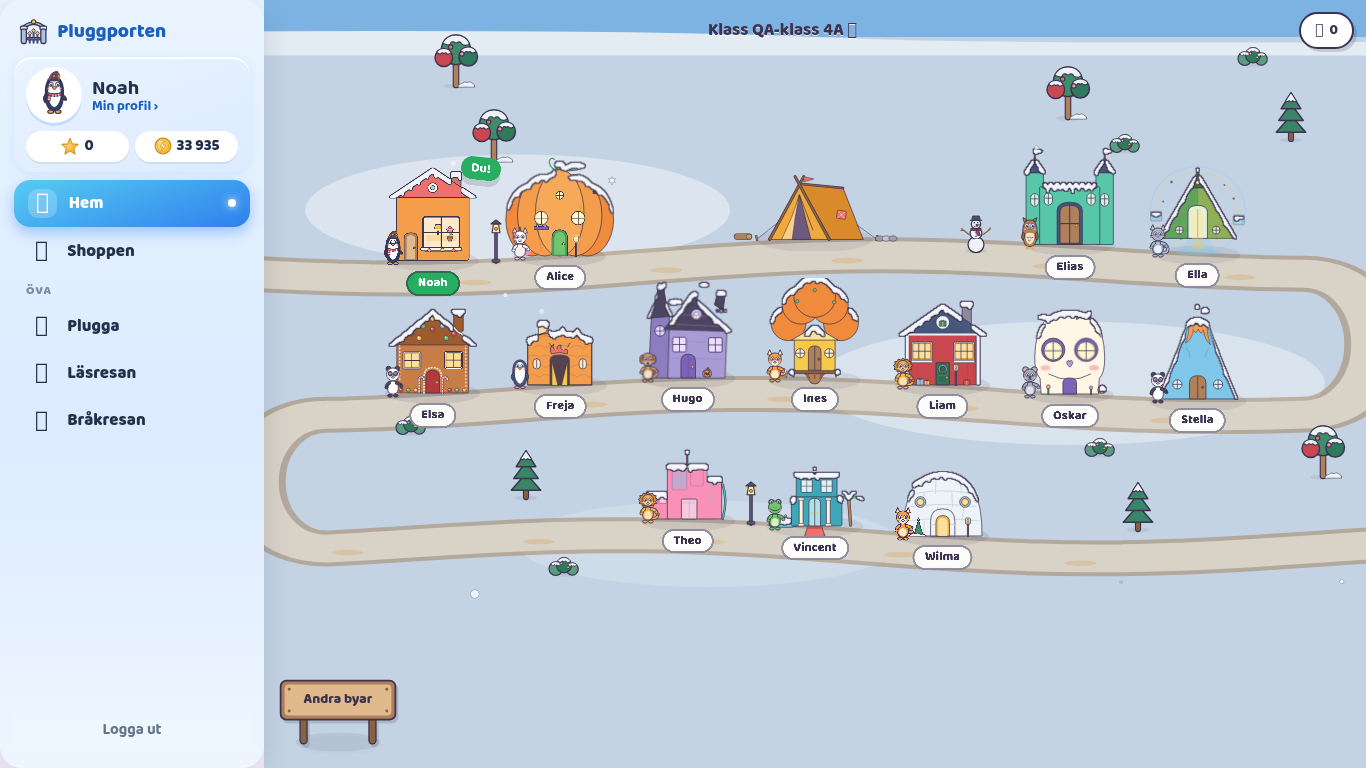 Pluggporten
Noah
Min profil ›
0
33 935
Hem
Shoppen
ÖVA
Plugga
Läsresan
Bråkresan
Logga ut
Klass QA-klass 4A
0
Du!
Noah
Alice
Elias
Ella
Elsa
Freja
Hugo
Ines
Liam
Oskar
Stella
Theo
Vincent
Wilma
Andra byar